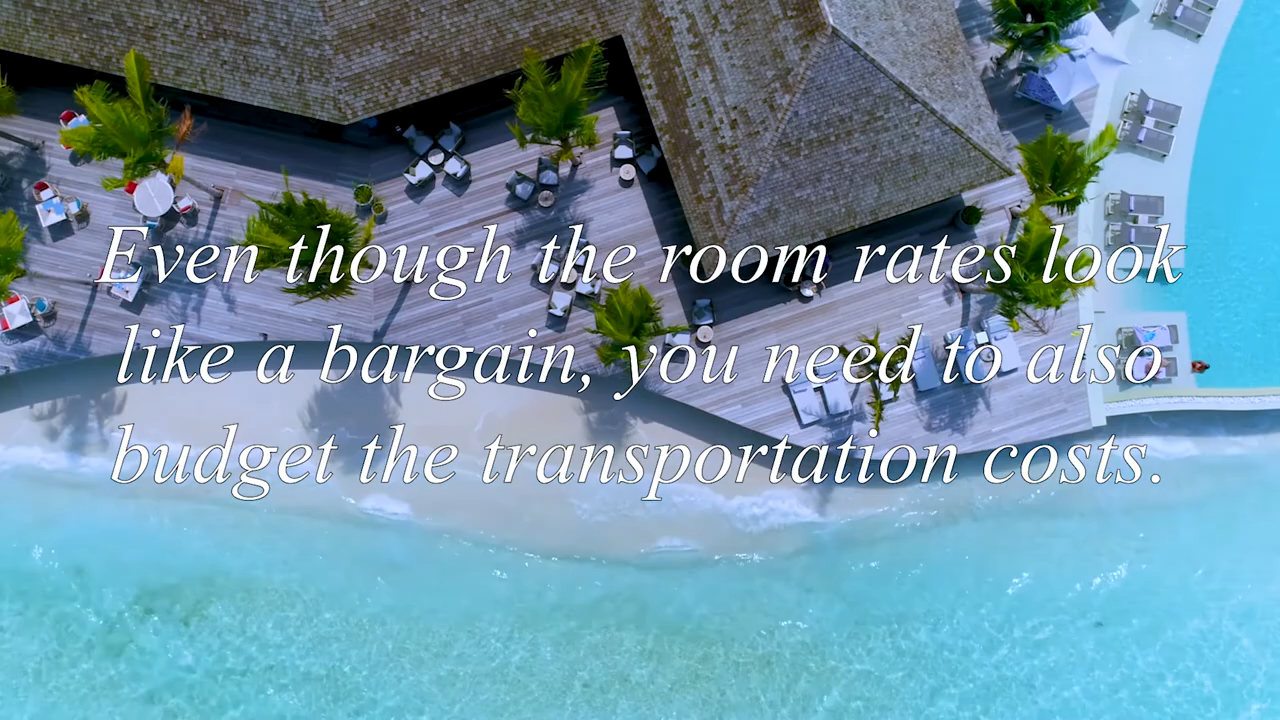 Even though the room rates look
like a bargain, you need to also
budget the transportation costs.